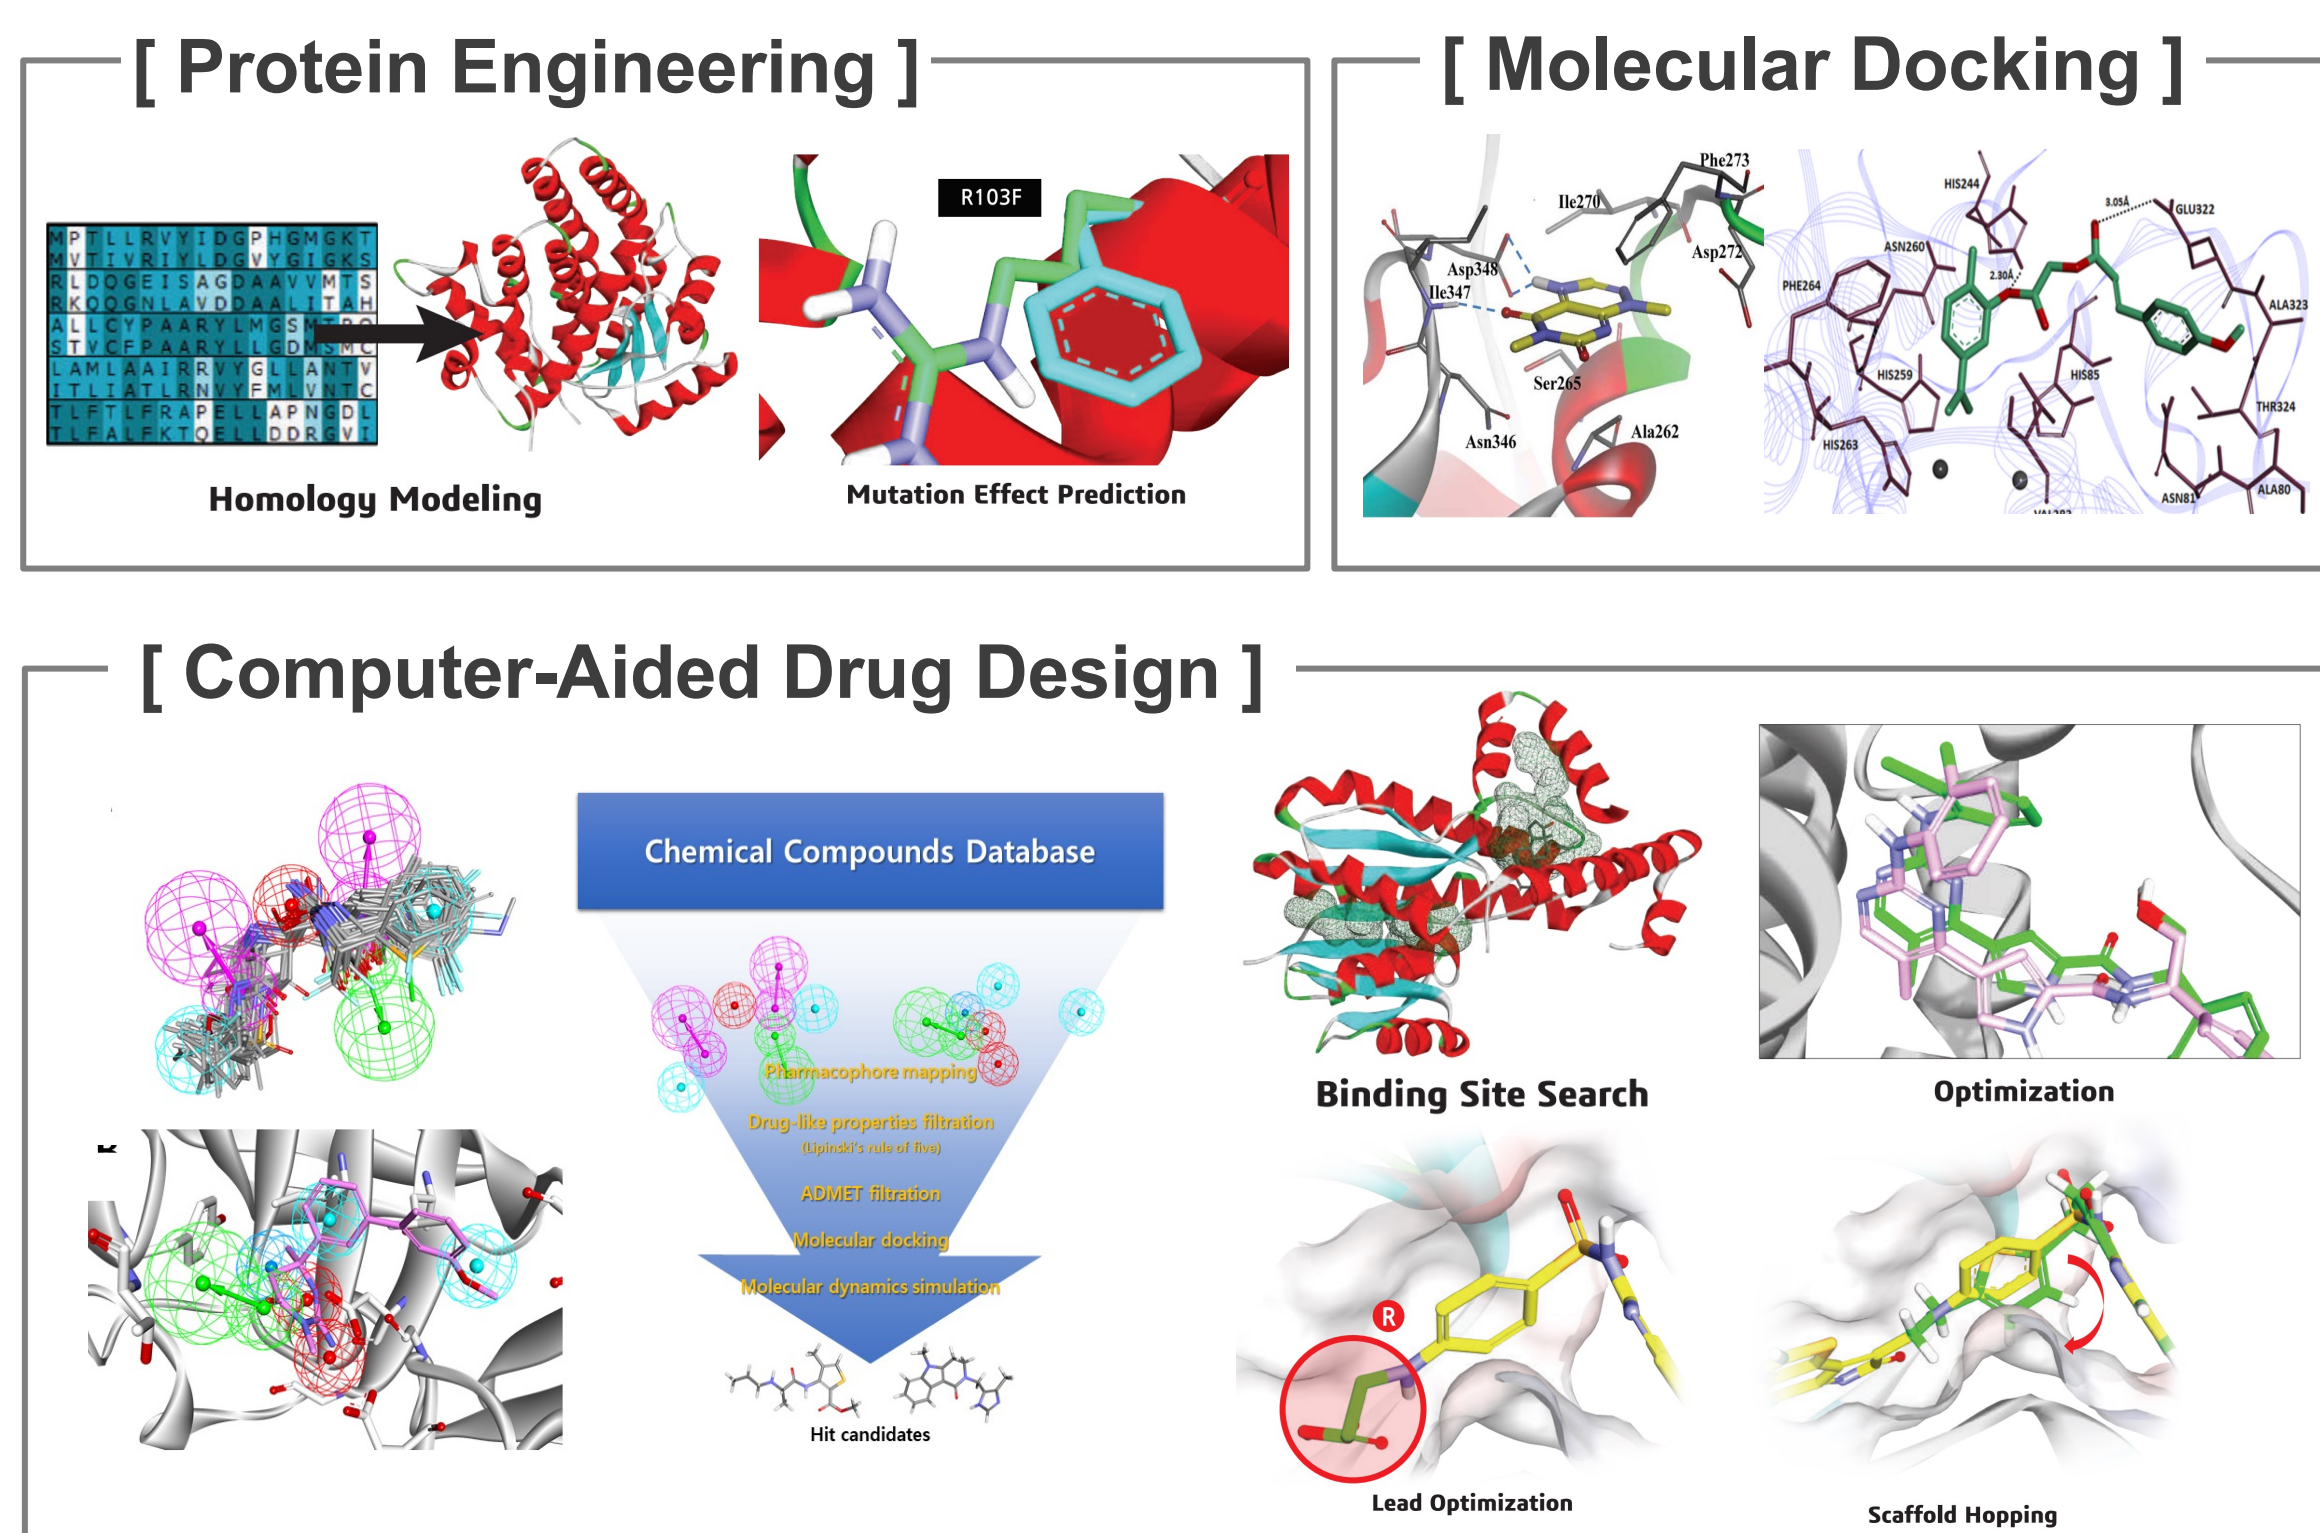 [ Protein Engineering ]
MPTLLRVYIDGPHGMGKT
MVTIVRIYLDGVYGIGKS
RLDQGEISAGDAAVVMTS
RKQQGNLAVDDAALITAH
ALLCYPAARYLMGSMT
STVCFPAARYLLGDMSMC
LAMLAAIRRVYGLLANTV
ITLIATLRNVYFMLVNTC
TLFTLFRAPELLAPNGDL
TLFALFKTQELLDDRGVI
Homology Modeling
R103F
Mutation Effect Prediction
[ Molecular Docking ]
Phe273
Ile270
Asp272
Asp348
Ile347
Ser265
Asn346
Ala262
HIS244
3.05Å
GLU322
ASN260
2.30Å
PHE264
ALA323
HIS259
HIS85
THR324
HIS263
ASN81
ALA80
[ Computer-Aided Drug Design ]
Chemical Compounds Database
Pharmacophore mapping
Drug-like properties filtration
(Lipinski's rule of five)
ADMET filtration
Molecular docking
Molecular dynamics simulation
Hit candidates
Binding Site Search
Optimization
R
Lead Optimization
Scaffold Hopping